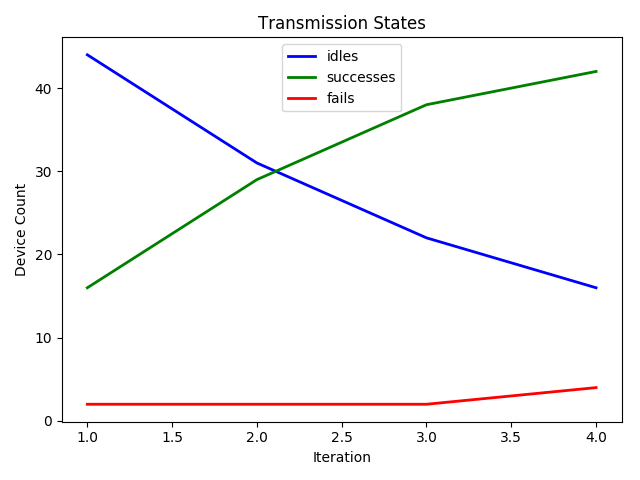 Transmission States
idles
successes
fails
Device Count
40
30
20
10
0
1.0 1.5 2.0 2.5 3.0 3.5 4.0
Iteration